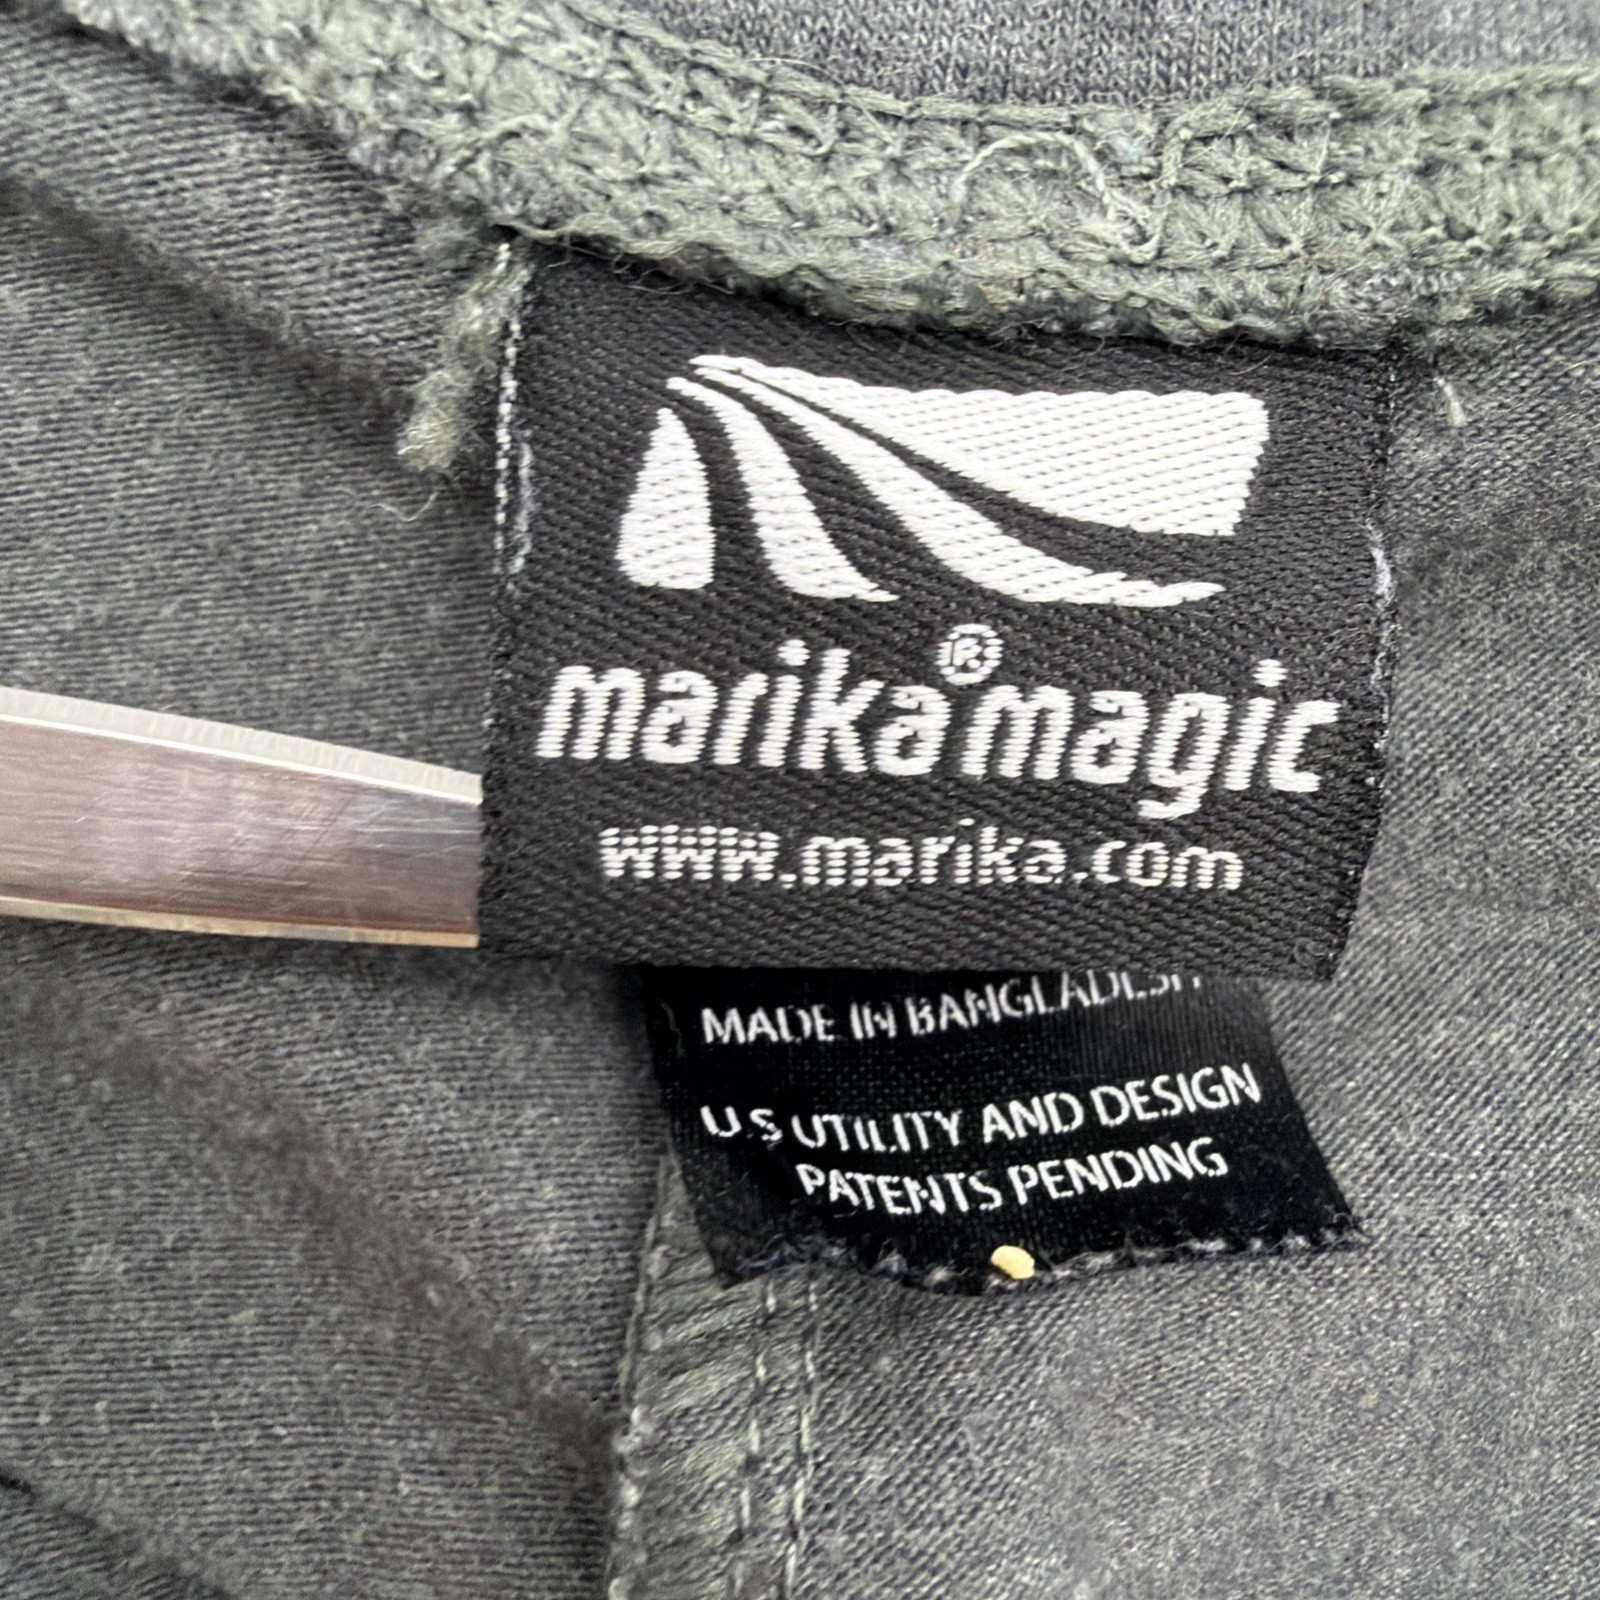 marika®magic
www.marika.com
MADE IN BANGLADESH
U.S UTILITY AND DESIGN
PATENTS PENDING